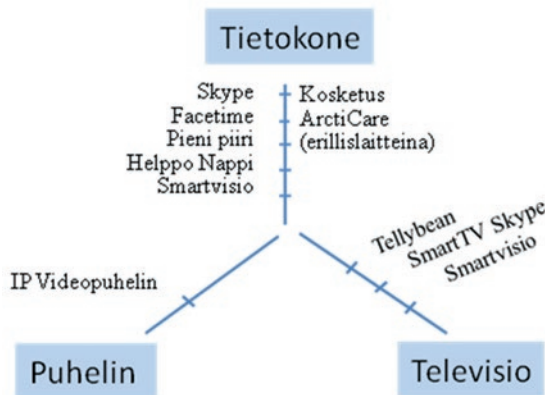 Tietokone
Skype
Facetime
Pieni piiri
Helppo Nappi
Smartvisio
Kosketus
ArctiCare
(erillislaitteina)
Tellybean
SmartTV Skype
Smartvisio
IP Videopuhelin
Puhelin
Televisio